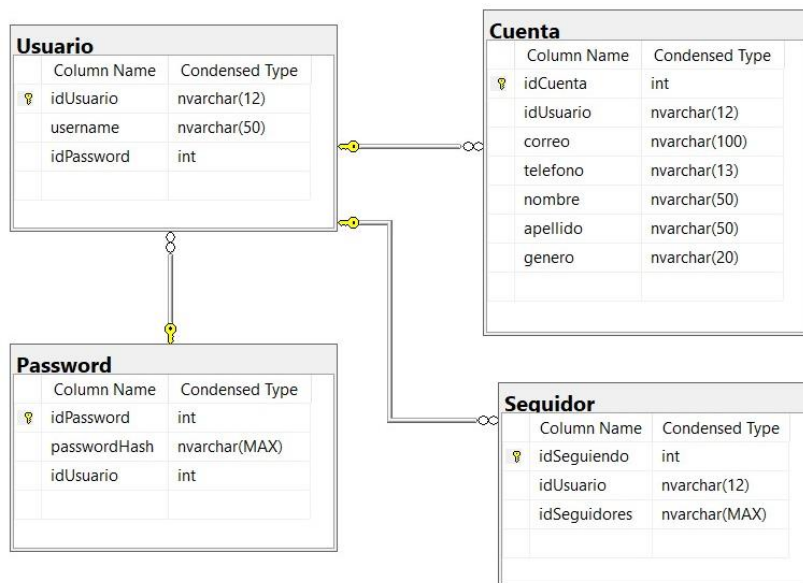 Usuario
Column Name Condensed Type
idUsuario nvarchar(12)
username nvarchar(50)
idPassword int
Cuenta
Column Name Condensed Type
idCuenta int
idUsuario nvarchar(12)
correo nvarchar(100)
telefono nvarchar(13)
nombre nvarchar(50)
apellido nvarchar(50)
genero nvarchar(20)
Password
Column Name Condensed Type
idPassword int
passwordHash nvarchar(MAX)
idUsuario int
Seguidor
Column Name Condensed Type
idSeguiendo int
idUsuario nvarchar(12)
idSeguidores nvarchar(MAX)